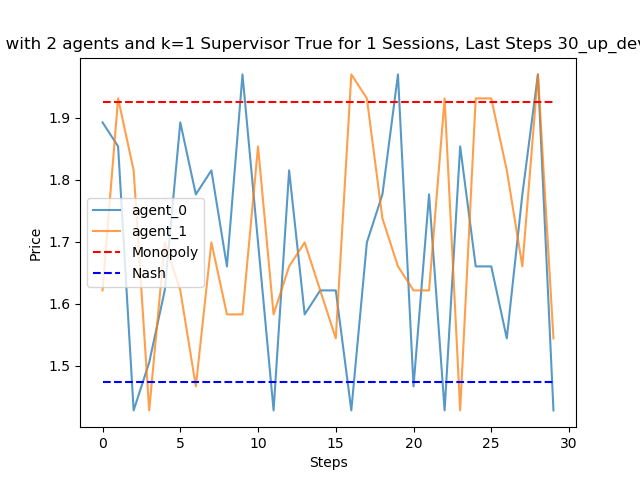 with 2 agents and k=1 Supervisor True for 1 Sessions, Last Steps 30_up_dev
Price
1.9
1.8
1.7
1.6
1.5
agent_0
agent_1
Monopoly
Nash
0 5 10 15 20 25 30
Steps